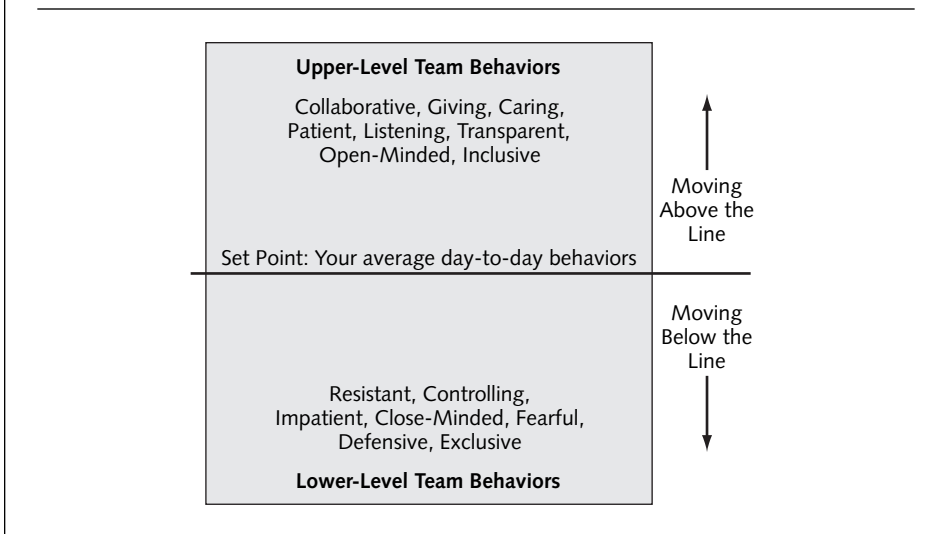 Upper-Level Team Behaviors
Collaborative, Giving, Caring,
Patient, Listening, Transparent,
Open-Minded, Inclusive
Moving
Above the
Line
Set Point: Your average day-to-day behaviors
Moving
Below the
Line
Resistant, Controlling,
Impatient, Close-Minded, Fearful,
Defensive, Exclusive
Lower-Level Team Behaviors